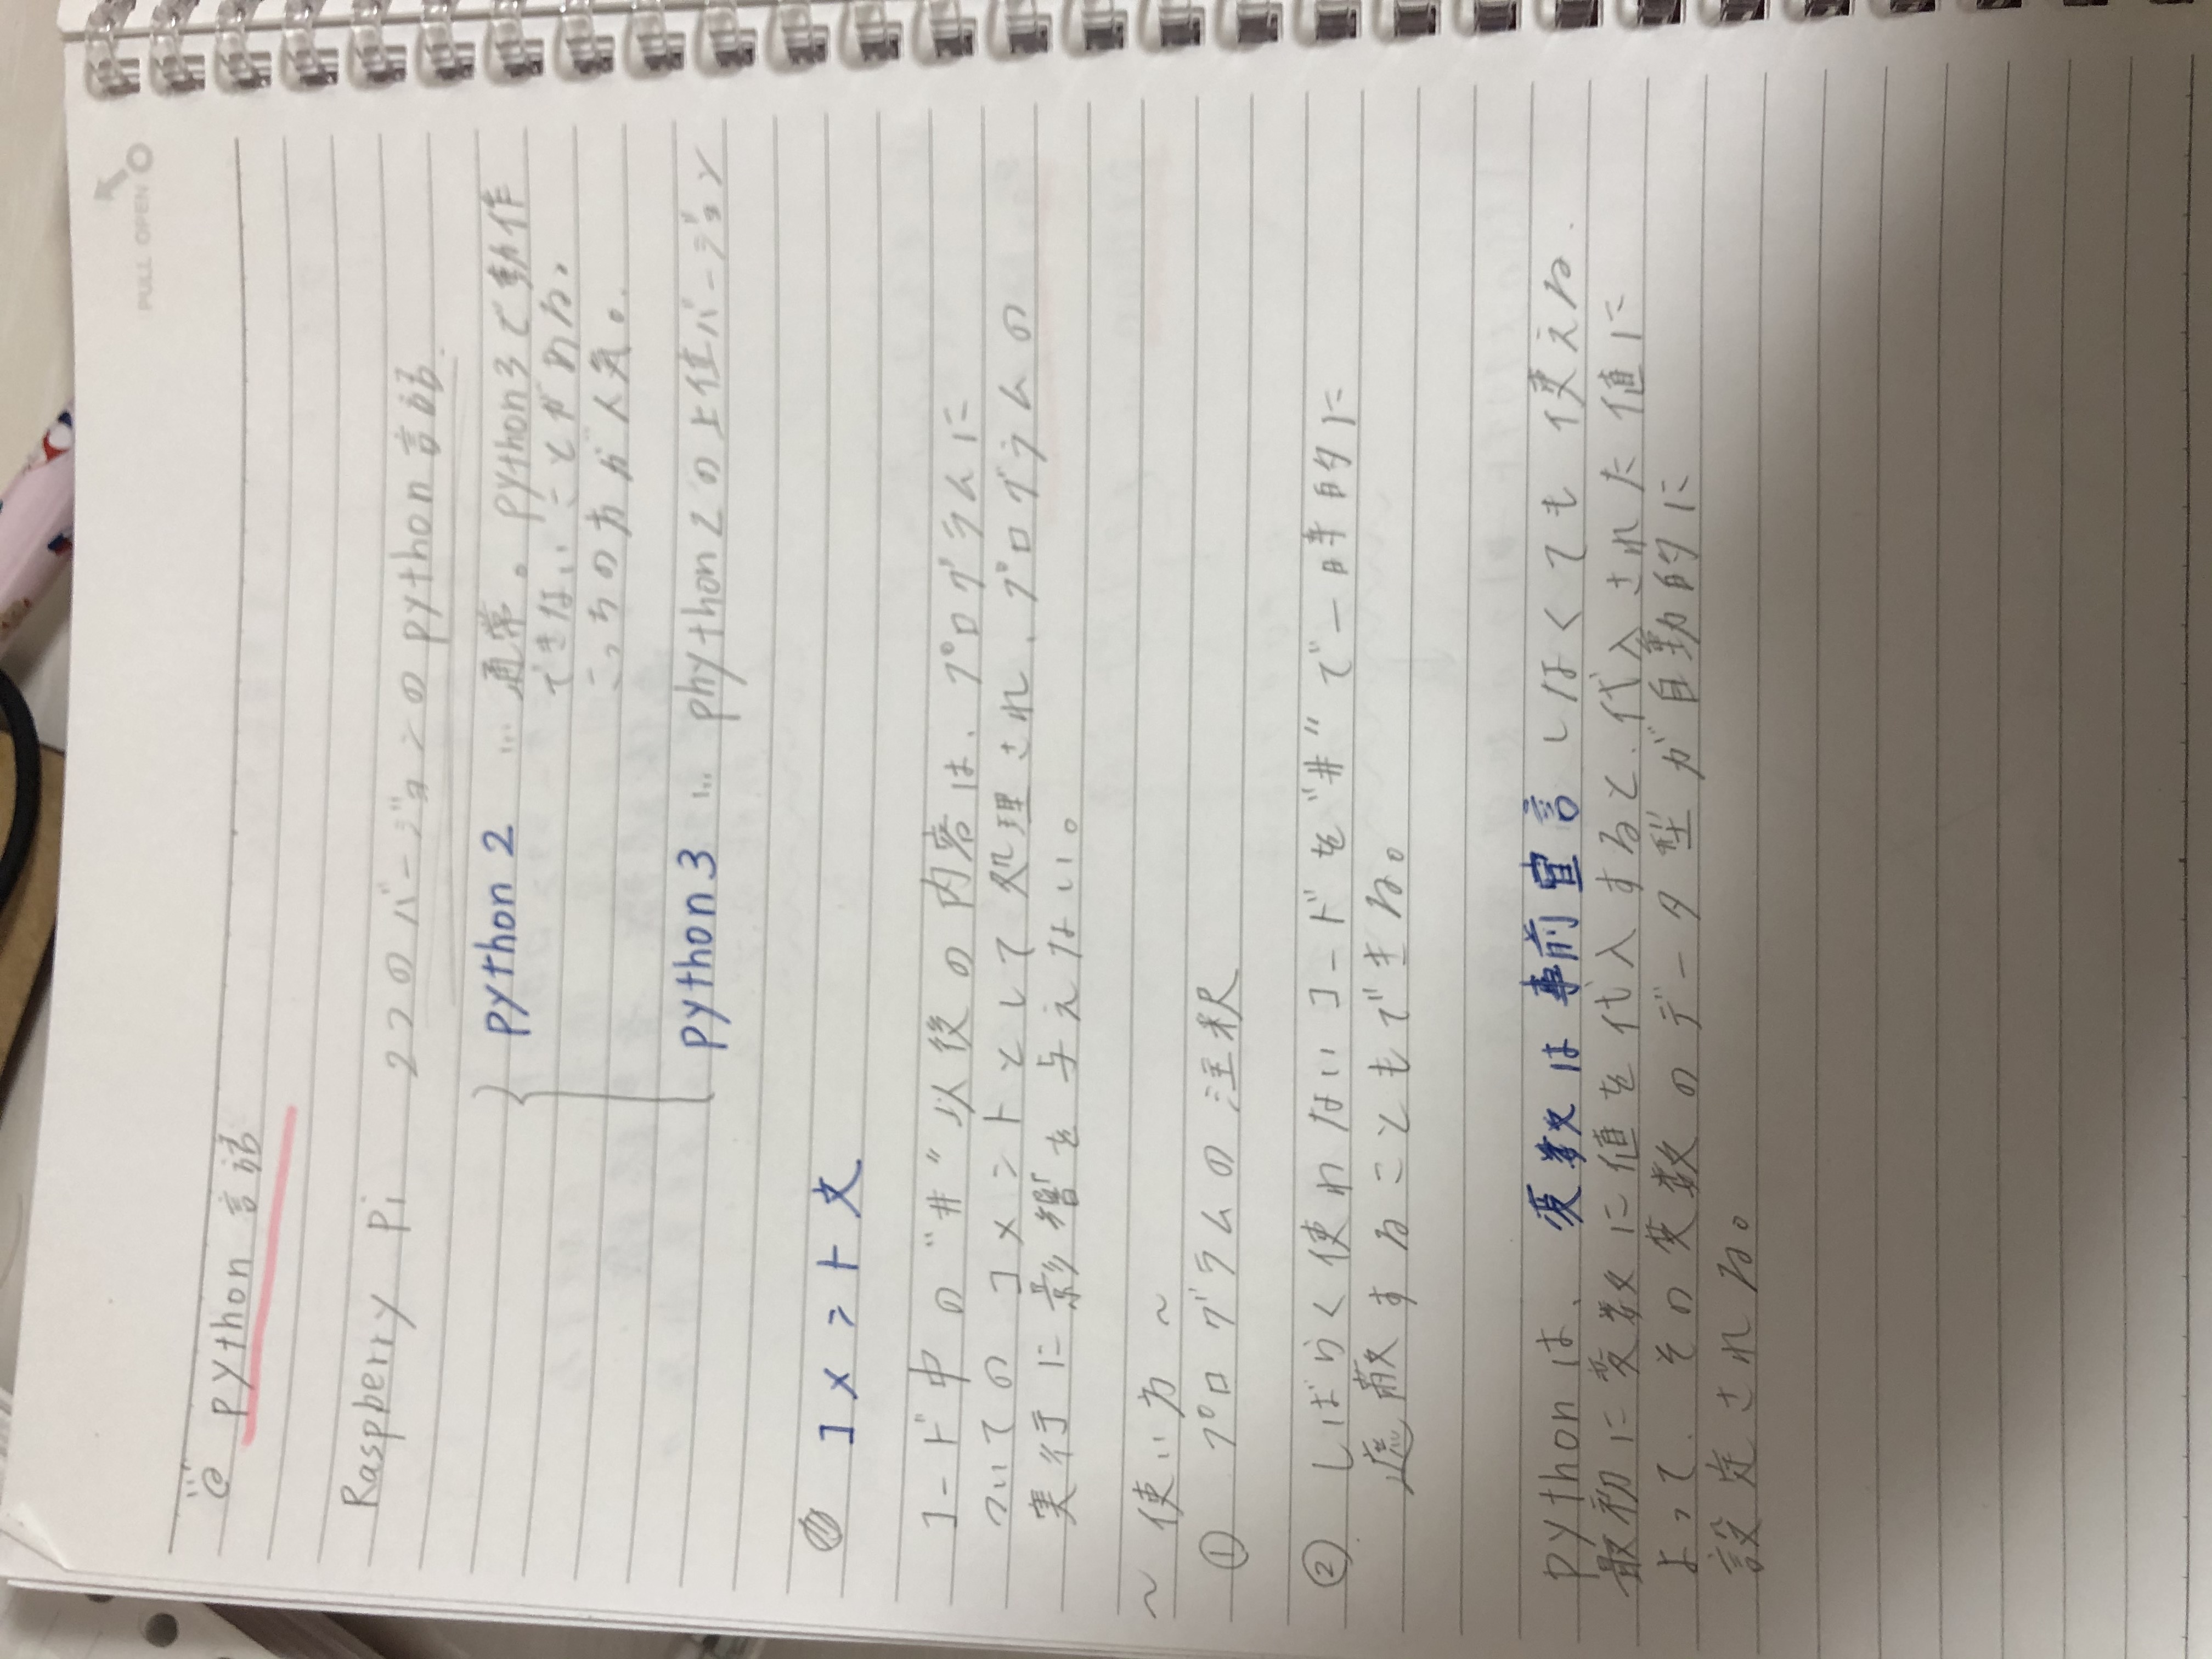 PULL OPEN
@ python 言語
Raspberry Pi 2つのバージョンのpython言語.
python 2 … 通常。python3で動作
できないことがある。
こっちの方が人気。
python 3 … phython2の上位バージョン
コメント文
コード中の"#"以後の内容は、プログラムに
ついてのコメントとして処理され、プログラムの
実行に影響を与えない。
~ 使い方 ~
① プログラムの注釈
② しばらく使わないコードを"#"で一時的に
遮蔽することもできる。
pythonは、変数は事前宣言しなくても使える.
最初に変数に値を代入すると、代入された値に
よって、その変数のデータ型が自動的に
設定される。